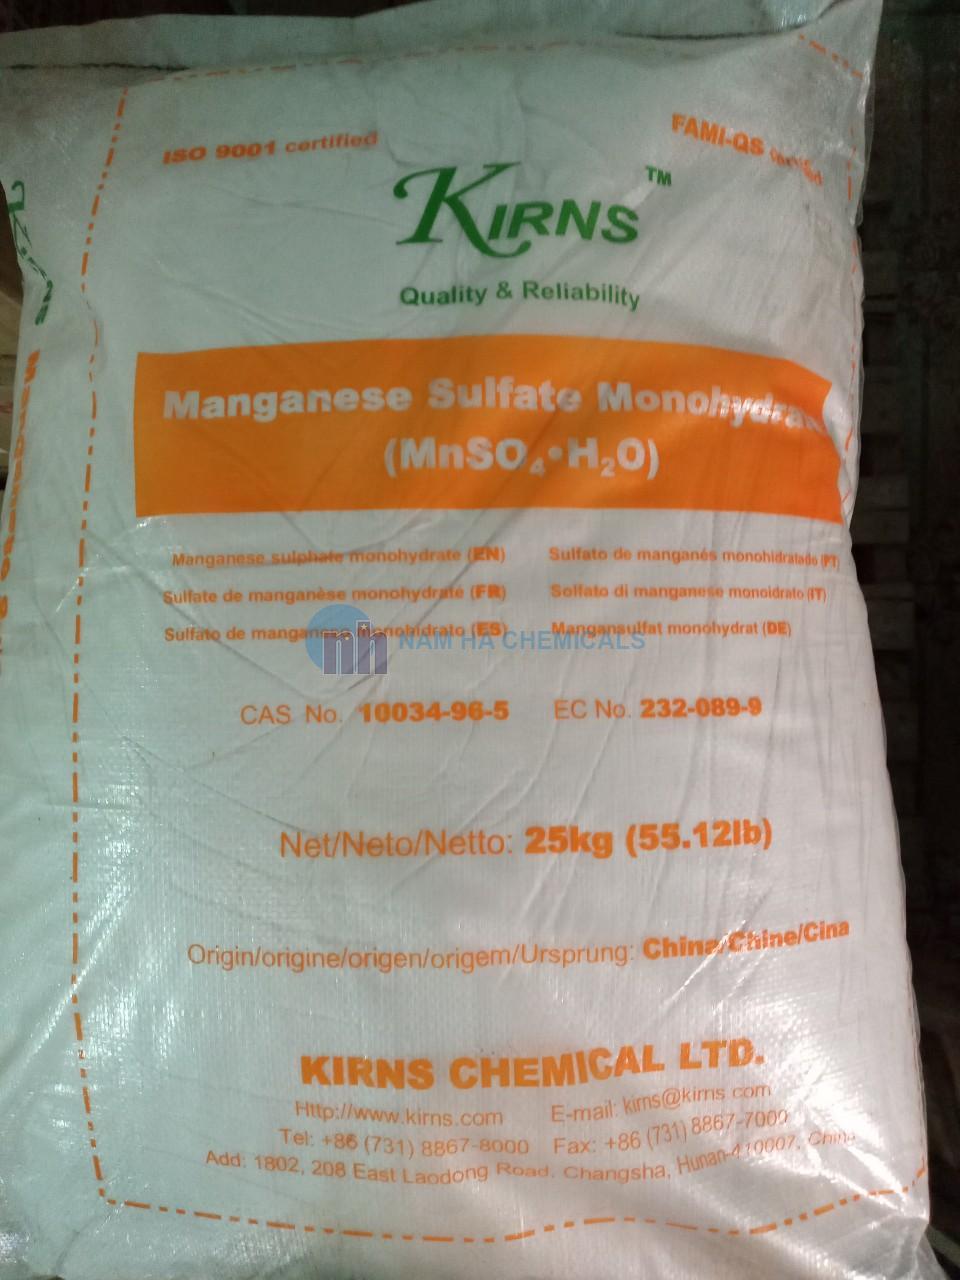 ISO 9001 certified
FAMI-QS certified
KIRNS™
Quality & Reliability
Manganese Sulfate Monohydrate
(MnSO₄•H₂O)
Manganese sulphate monohydrate (EN)
Sulfato de manganés monohidratado (PT)
Sulfate de manganèse monohydrate (FR)
Solfato di manganese monoidrato (IT)
Sulfato de manganeso monohidrato (ES)
Mangansulfat monohydrat (DE)
nh NAM HA CHEMICALS
CAS No. 10034-96-5 EC No. 232-089-9
Net/Neto/Netto: 25kg (55.12lb)
Origin/origine/origen/origem/Ursprung: China/Chine/Cina
KIRNS CHEMICAL LTD.
Http://www.kirns.com E-mail: kirns@kirns.com
Tel: +86 (731) 8867-8000 Fax: +86 (731) 8867-7000
Add: 1802, 208 East Laodong Road, Changsha, Hunan-410007, China
KIRNS